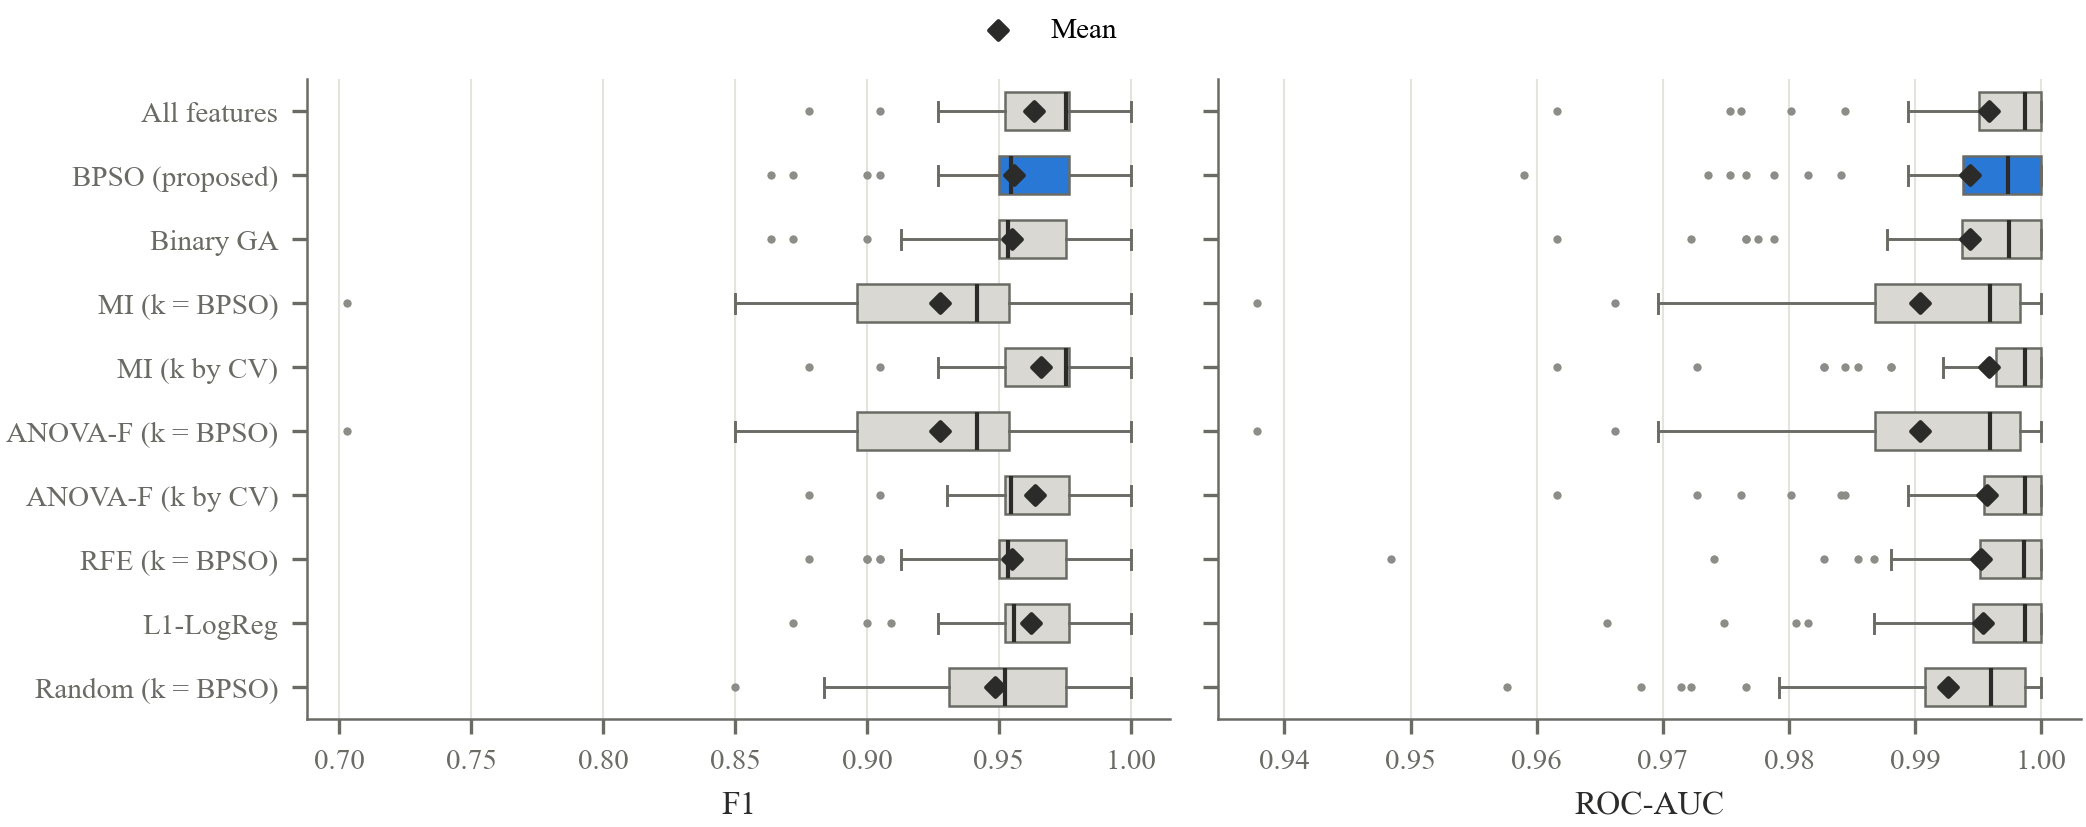 Mean
All features
BPSO (proposed)
Binary GA
MI (k = BPSO)
MI (k by CV)
ANOVA-F (k = BPSO)
ANOVA-F (k by CV)
RFE (k = BPSO)
L1-LogReg
Random (k = BPSO)
0.70 0.75 0.80 0.85 0.90 0.95 1.00
F1
0.94 0.95 0.96 0.97 0.98 0.99 1.00
ROC-AUC